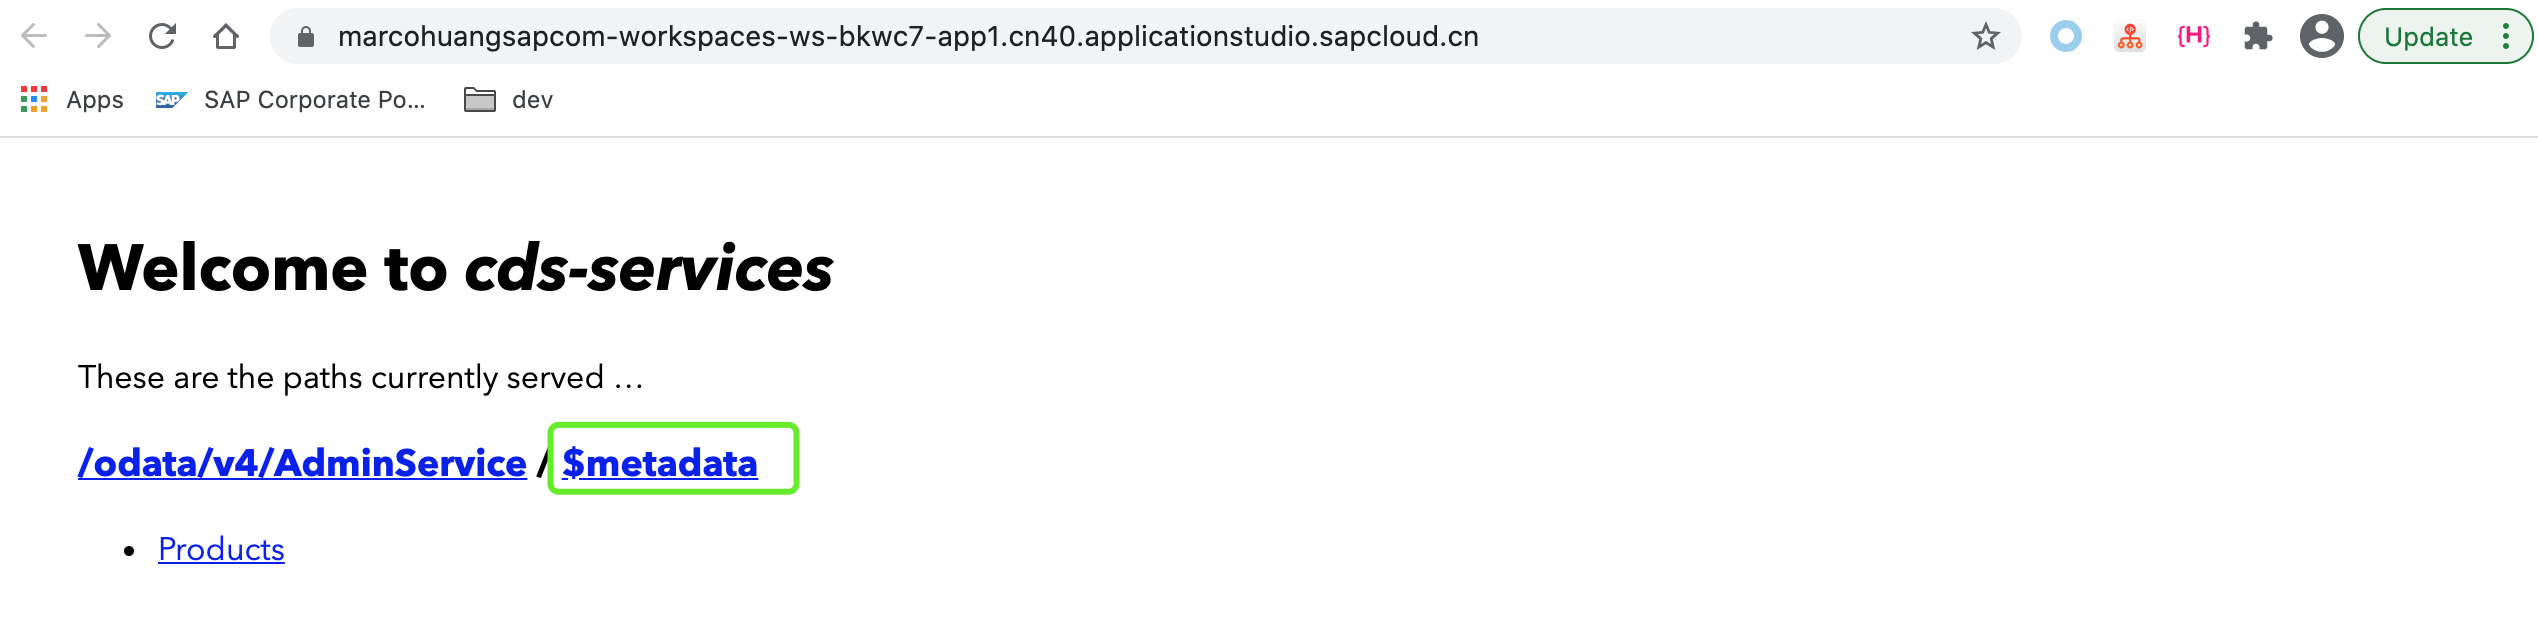 marcohuangsapcom-workspaces-ws-bkwc7-app1.cn40.applicationstudio.sapcloud.cn
{H}
Update
Apps
SAP
SAP Corporate Po...
dev
Welcome to cds-services
These are the paths currently served …
/odata/v4/AdminService / $metadata
• Products